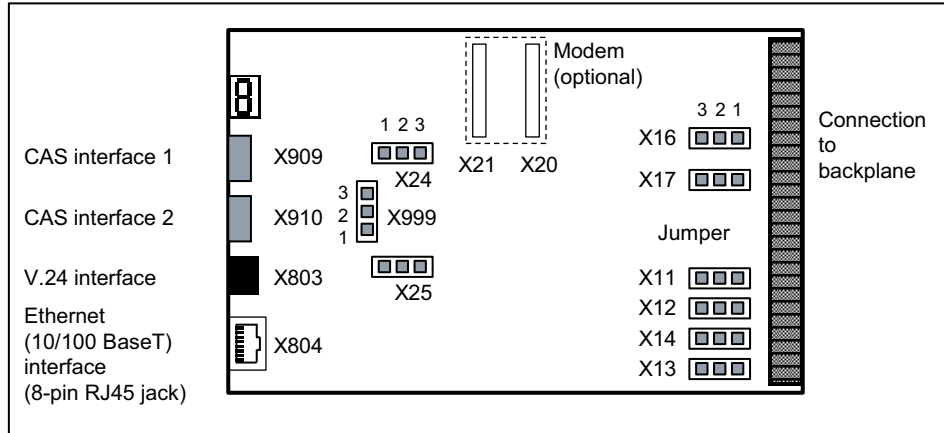 Modem
(optional)
8
3 2 1
1 2 3
X16
Connection
to
backplane
CAS interface 1
X909
X24
X21
X20
X17
3
2
1
X999
CAS interface 2
X910
Jumper
V.24 interface
X803
X25
X11
X12
Ethernet
(10/100 BaseT)
interface
(8-pin RJ45 jack)
X804
X14
X13